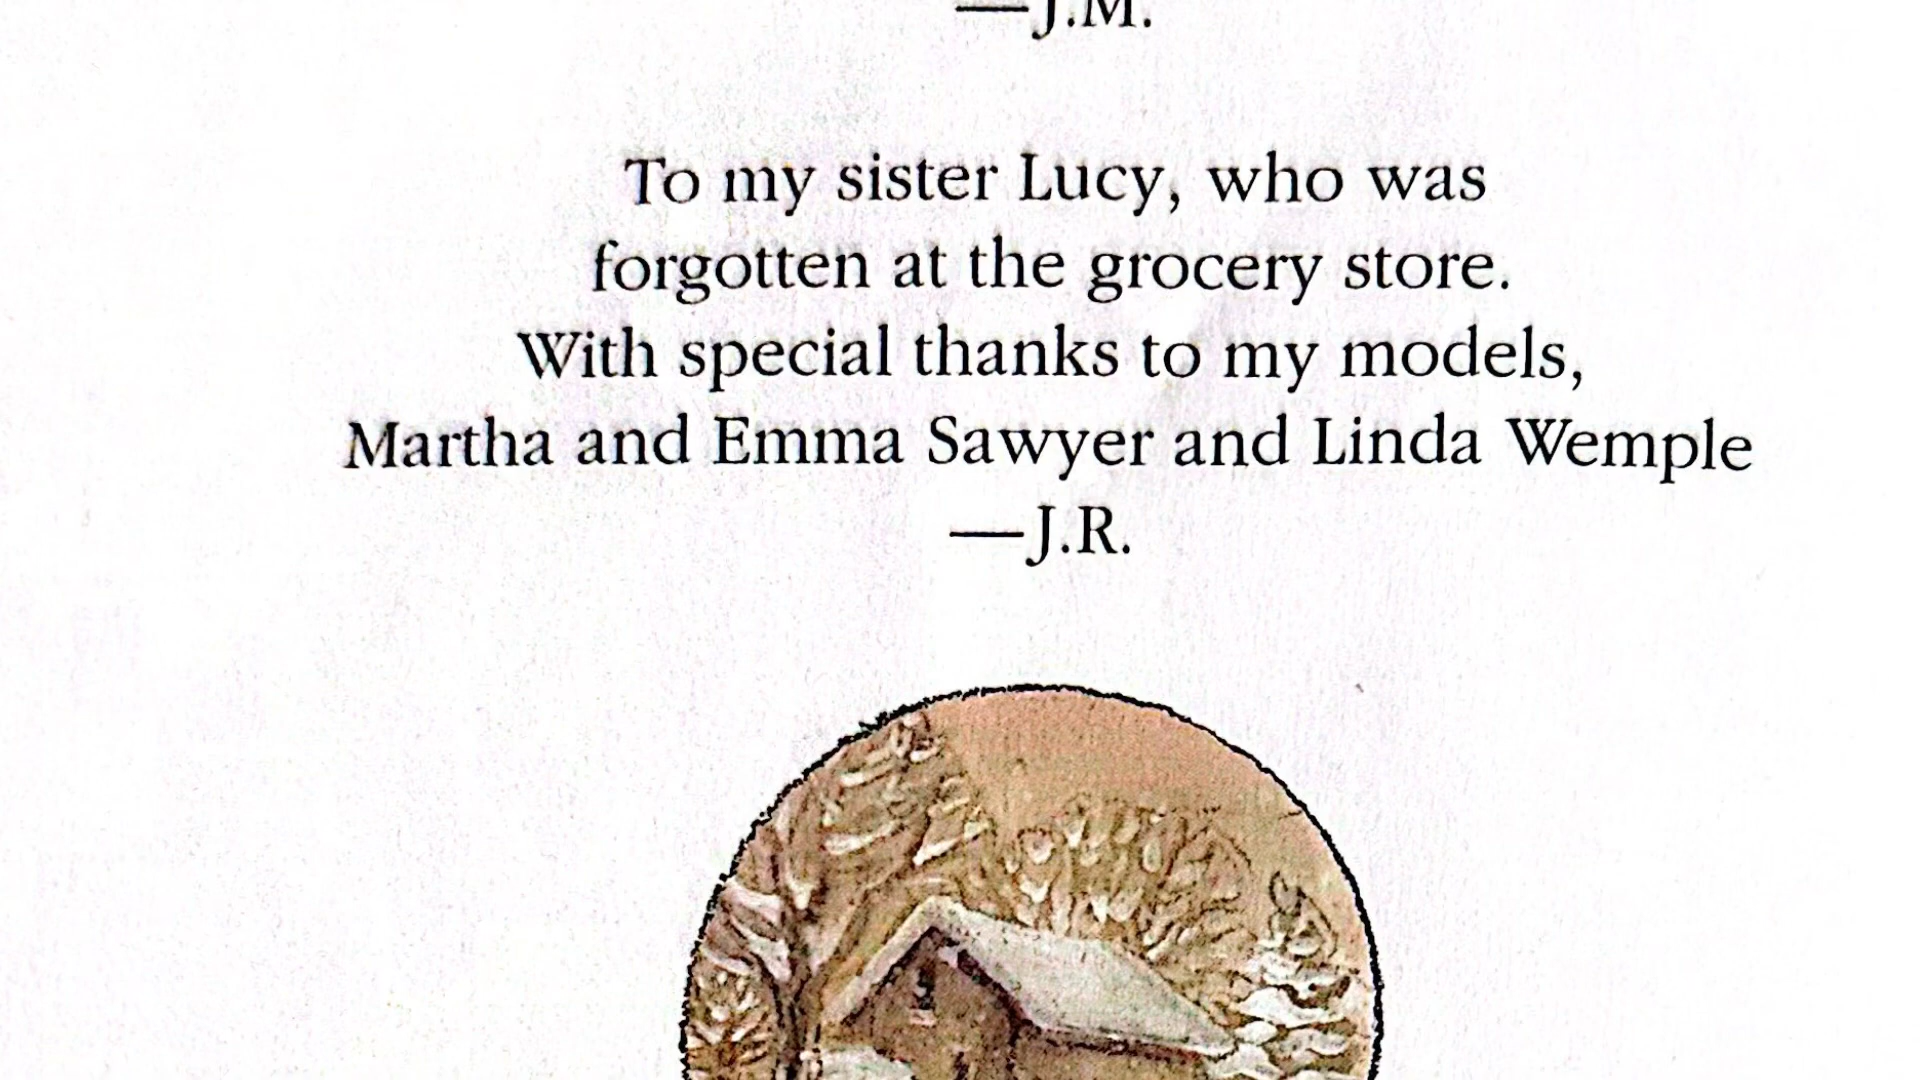 —J.M.
To my sister Lucy, who was
forgotten at the grocery store.
With special thanks to my models,
Martha and Emma Sawyer and Linda Wemple
—J.R.